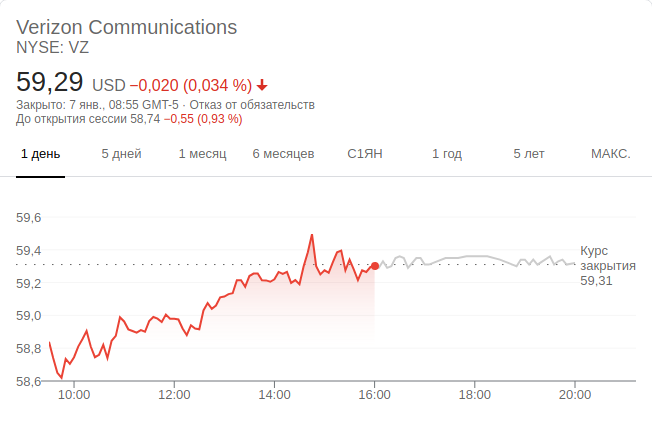 Verizon Communications
NYSE: VZ
59,29 USD −0,020 (0,034 %)
Закрыто: 7 янв., 08:55 GMT-5 · Отказ от обязательств
До открытия сессии 58,74 −0,55 (0,93 %)
1 день 5 дней 1 месяц 6 месяцев С1ЯН 1 год 5 лет МАКС.
59,6
59,4
59,2
59,0
58,8
58,6
Курс
закрытия
59,31
10:00 12:00 14:00 16:00 18:00 20:00